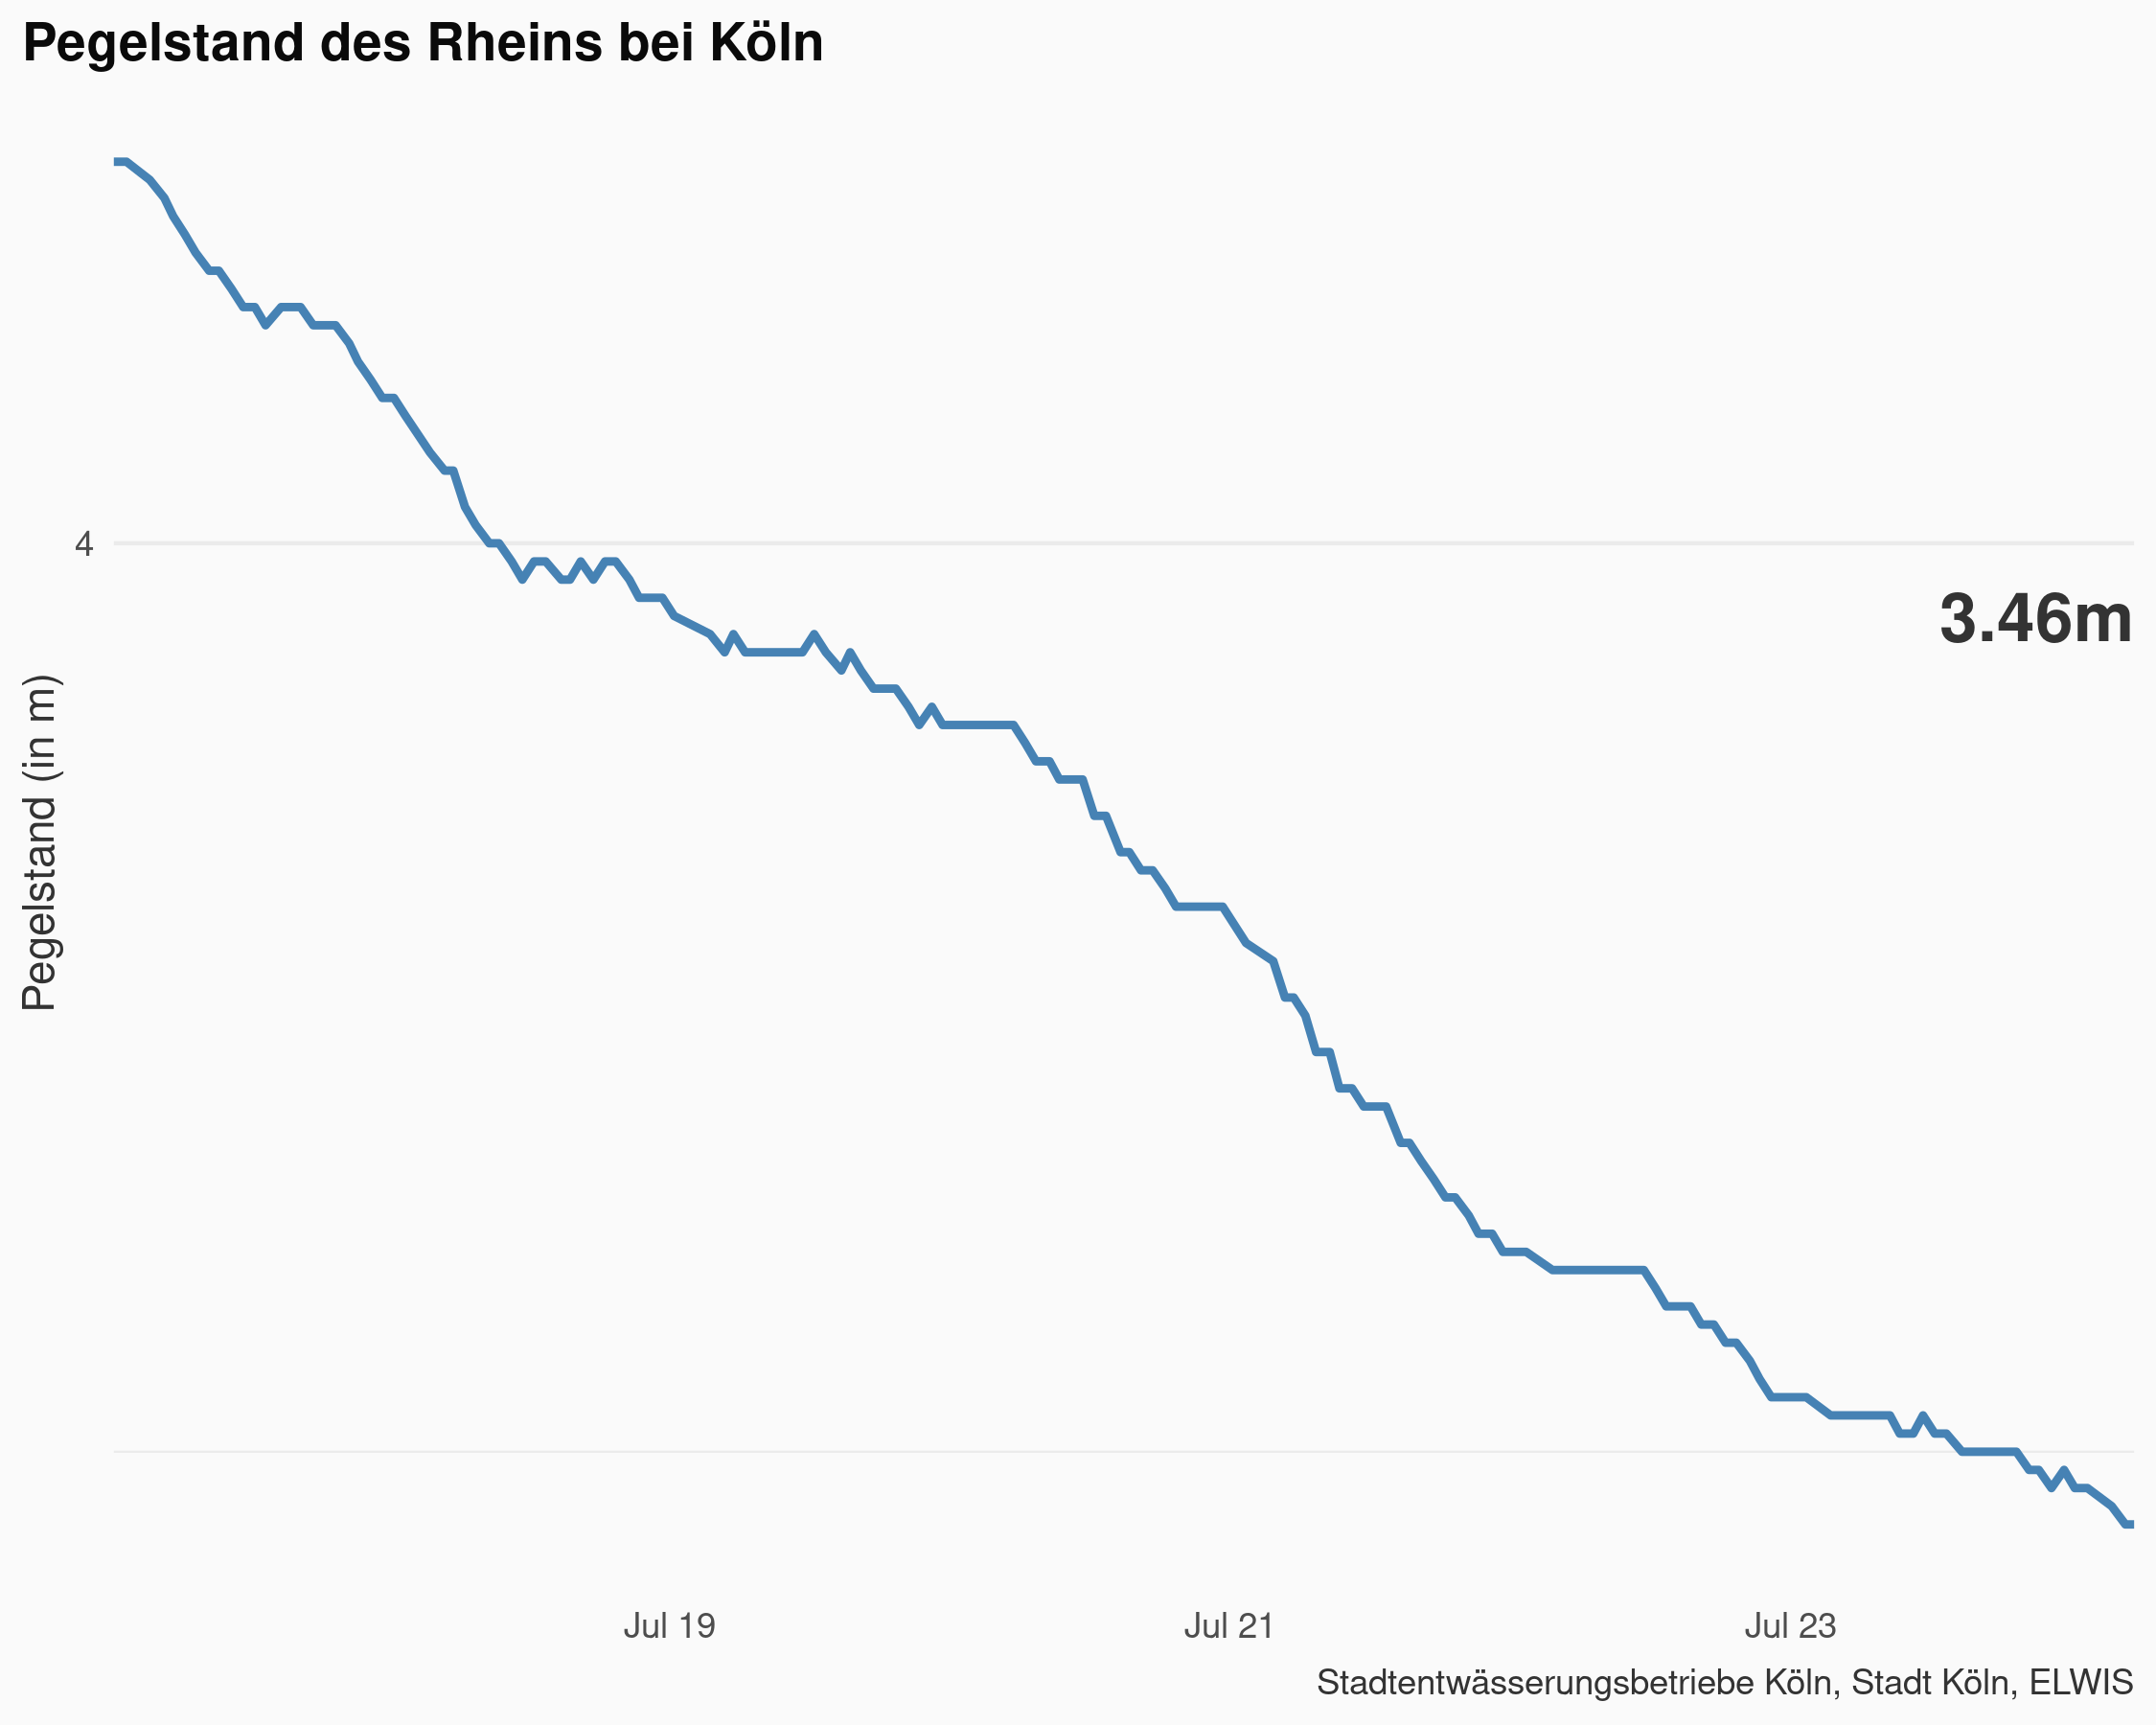 Pegelstand des Rheins bei Köln
4
3.46m
Pegelstand (in m)
Jul 19
Jul 21
Jul 23
Stadtentwässerungsbetriebe Köln, Stadt Köln, ELWIS